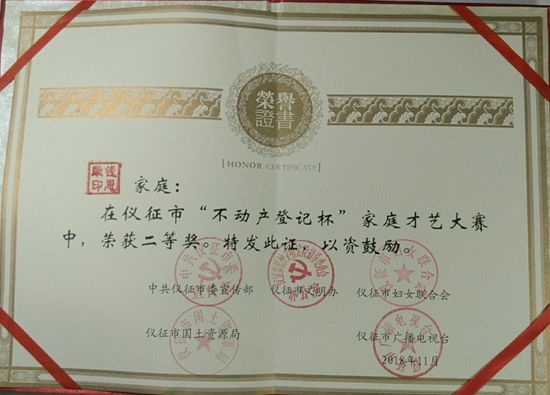 榮譽
證書
[HONOR CERTIFICATE]
家庭：
在仪征市“不动产登记杯”家庭才艺大赛
中，荣获二等奖。特发此证，以资鼓励。
中共仪征市委宣传部 仪征市文明办 仪征市妇女联合会
仪征市国土资源局 仪征市广播电视台
2018年11月